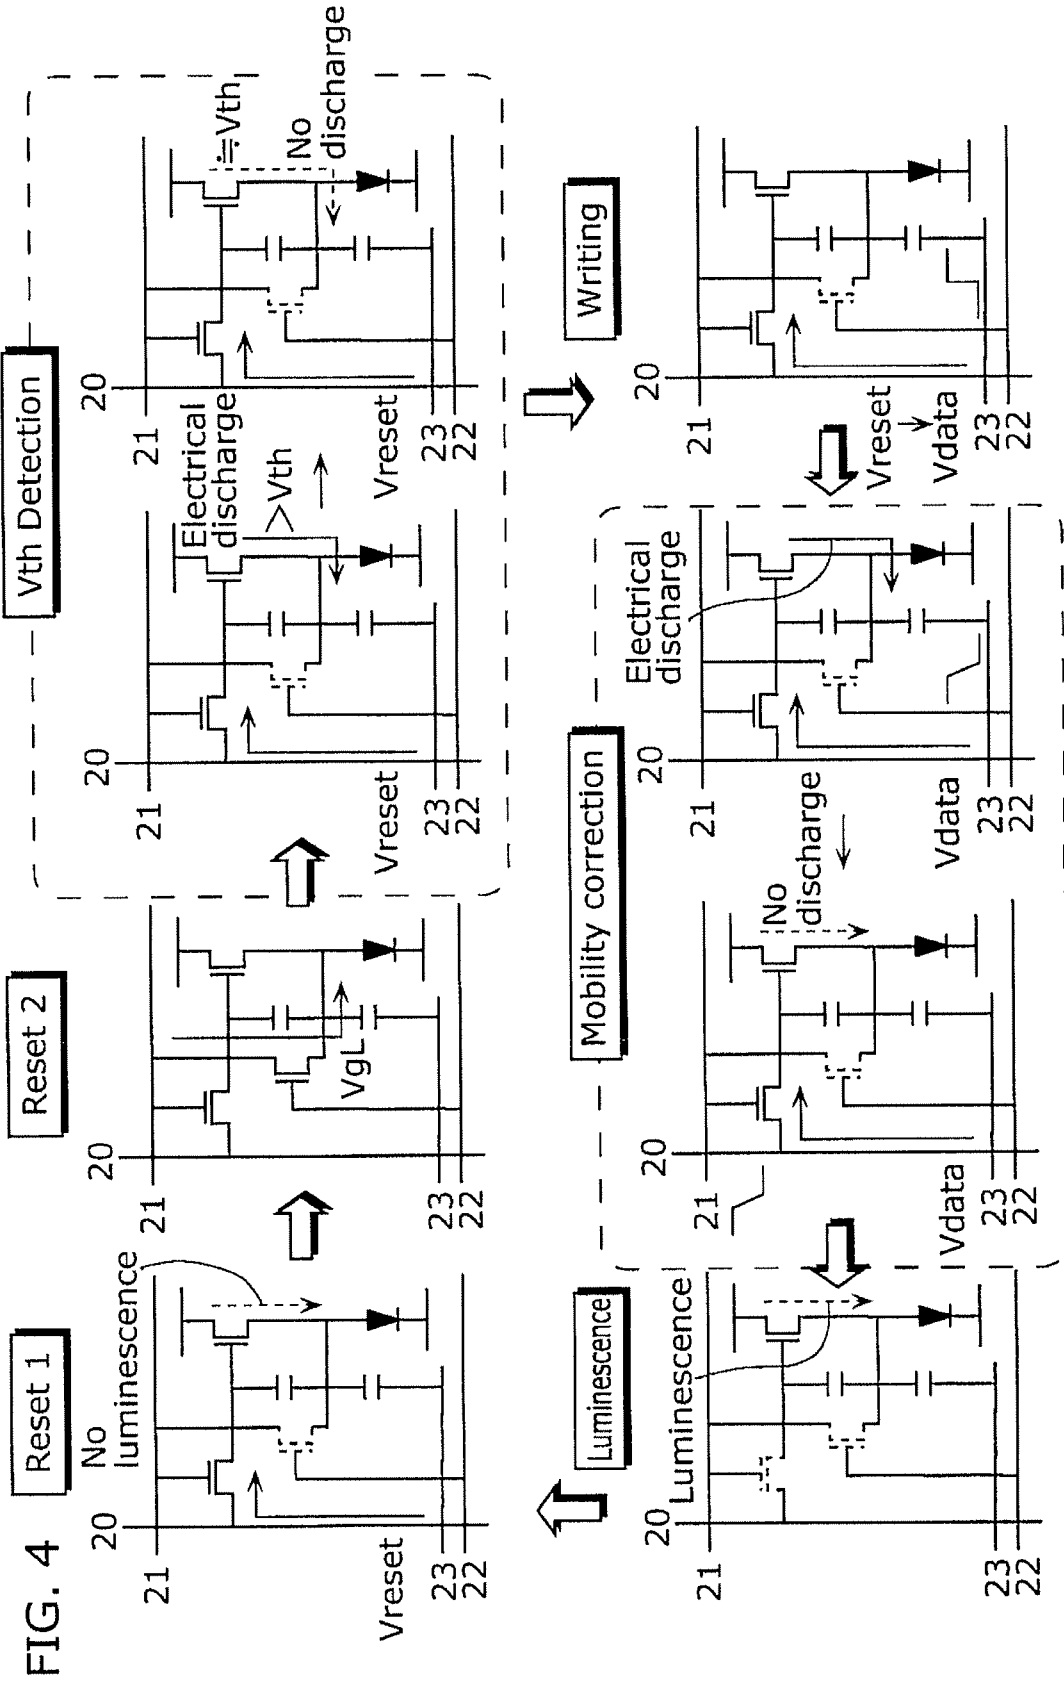 FIG. 4
Reset 1
No
luminescence
20
21
Vreset
23
22
Reset 2
20
21
VgL
23
22
Vth Detection
20
21
Electrical
discharge
>Vth
Vreset
23
22
20
21
≒Vth
No
discharge
Vreset
23
22
Writing
20
21
Vreset
Vdata
23
22
Mobility correction
Electrical
discharge
20
21
Vdata
23
22
No
discharge
20
21
Vdata
23
22
Luminescence
Luminescence
20
21
23
22